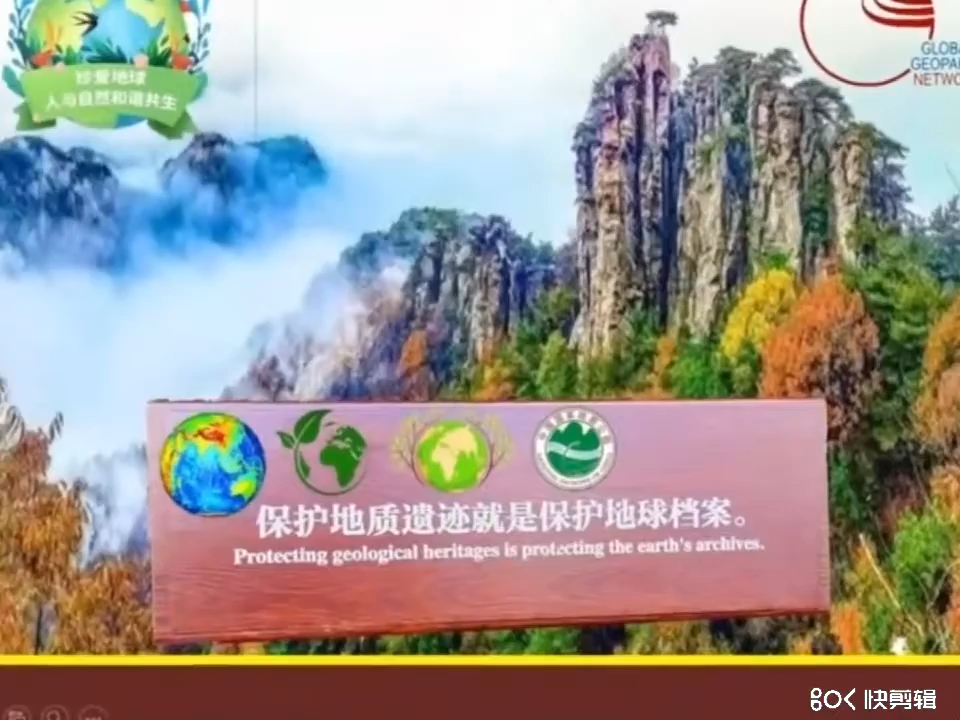 珍爱地球
人与自然和谐共生
GLOBA
GEOPA
NETWO
保护地质遗迹就是保护地球档案。
Protecting geological heritages is protecting the earth's archives.
快剪辑